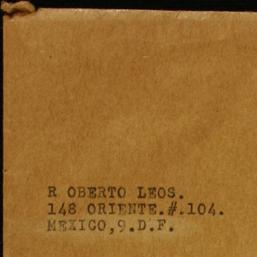 R OBERTO LEOS.
148 ORIENTE.#.104.
MEXICO,9.D.F.